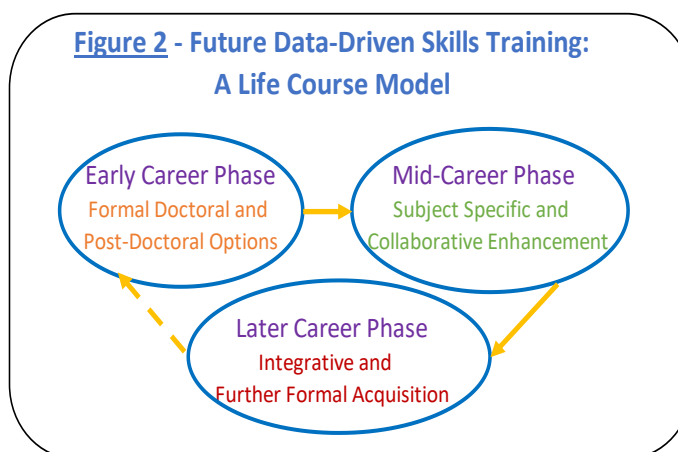 Figure 2 - Future Data-Driven Skills Training:
A Life Course Model
Early Career Phase
Formal Doctoral and
Post-Doctoral Options
Mid-Career Phase
Subject Specific and
Collaborative Enhancement
Later Career Phase
Integrative and
Further Formal Acquisition